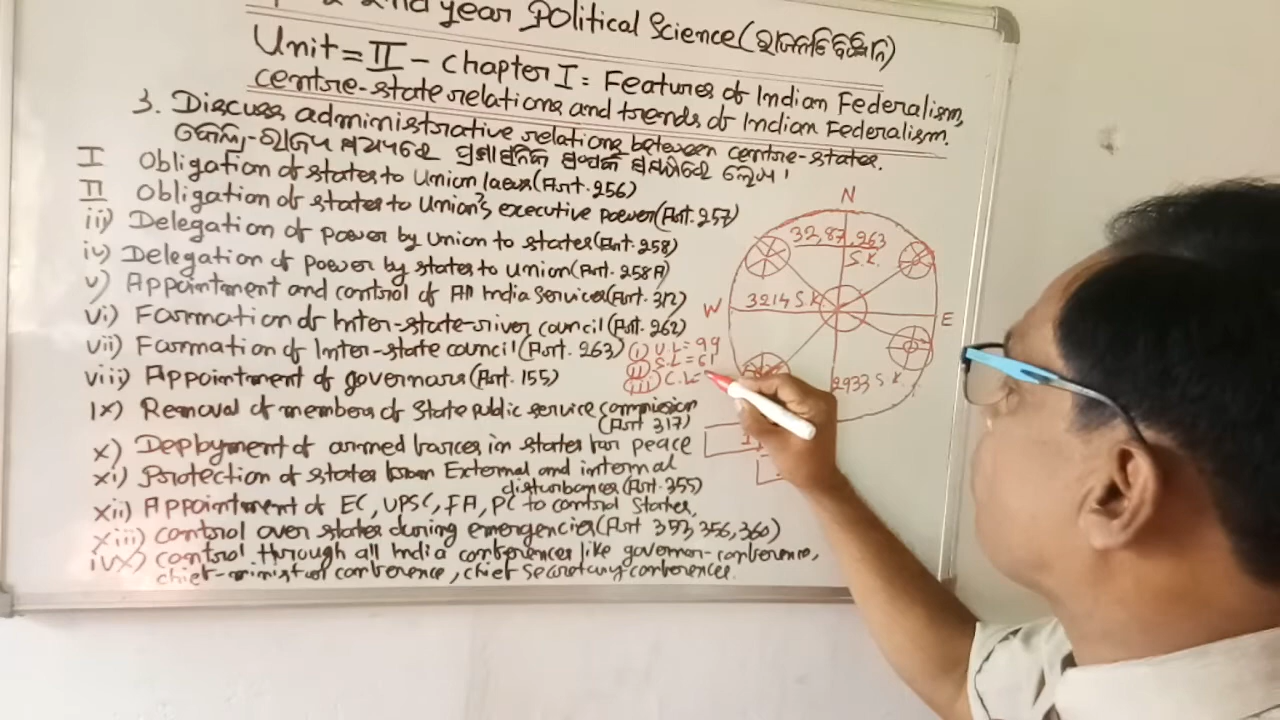 2nd year Political Science (
Unit = II - Chapter I : Features of Indian Federalism,
centre-state relations and trends of Indian Federalism.
3. Discuss administrative relations between centre-states.
I Obligation of states to Union laws (Art. 256)
II Obligation of states to Union's executive power (Art. 257)
iii) Delegation of power by Union to states (Art. 258)
iv) Delegation of power by states to Union (Art. 258A)
v) Appointment and control of All India Services (Art. 312)
vi) Formation of Inter-state-river council (Art. 262)
vii) Formation of Inter-state council (Art. 263)
viii) Appointment of governors (Art. 155)
ix) Removal of members of State public service commission
(Art 317)
x) Deployment of armed forces in states for peace
xi) Protection of states from External and internal
disturbances (Art. 355)
xii) Appointment of EC, UPSC, FA, PC to control States,
xiii) control over states during emergencies (Art 352, 356, 360)
ivx) control through all India conferences like governor-conference,
chief-minister conference, chief secretary-conferences.
(i) U.L = 99
(ii) S.L = 61
(iii) C.L =
N
32,87,263
S.K.
W
3214 S.K.
E
2933 S.K.